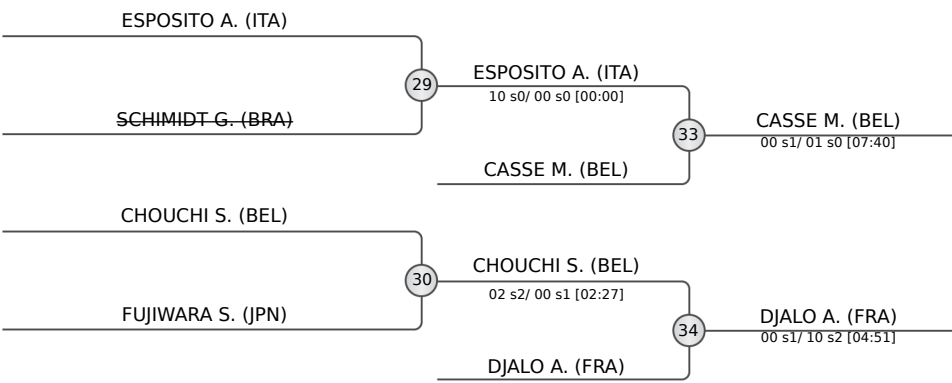 ESPOSITO A. (ITA)
29
SCHIMIDT G. (BRA)
ESPOSITO A. (ITA)
10 s0/ 00 s0 [00:00]
33
CASSE M. (BEL)
CASSE M. (BEL)
00 s1/ 01 s0 [07:40]
CHOUCHI S. (BEL)
30
FUJIWARA S. (JPN)
CHOUCHI S. (BEL)
02 s2/ 00 s1 [02:27]
34
DJALO A. (FRA)
DJALO A. (FRA)
00 s1/ 10 s2 [04:51]